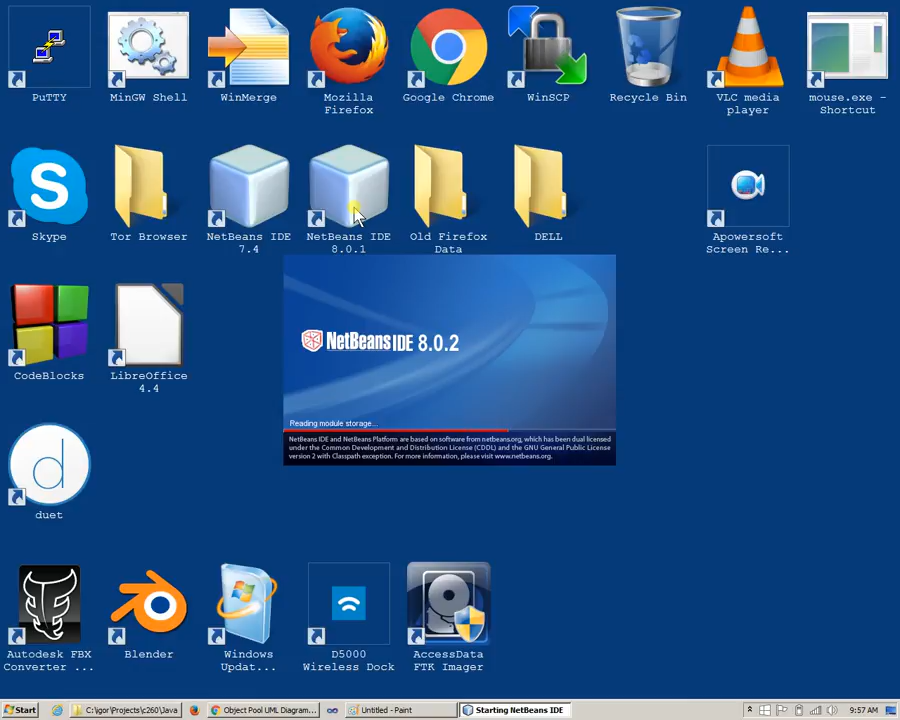 PuTTY
MinGW Shell
WinMerge
Mozilla
Firefox
Google Chrome
WinSCP
Recycle Bin
VLC media
player
mouse.exe -
Shortcut
S
Skype
Tor Browser
NetBeans IDE
7.4
NetBeans IDE
8.0.1
Old Firefox
Data
DELL
Apowersoft
Screen Re...
NetBeans IDE 8.0.2
Reading module storage...
NetBeans IDE and NetBeans Platform are based on software from netbeans.org, which has been dual licensed
under the Common Development and Distribution License (CDDL) and the GNU General Public License
version 2 with Classpath exception. For more information, please visit www.netbeans.org.
CodeBlocks
LibreOffice
4.4
d
duet
Autodesk FBX
Converter ...
Blender
Windows
Updat...
D5000
Wireless Dock
AccessData
FTK Imager
Start
C:\igor\Projects\c260\Java
Object Pool UML Diagram...
Untitled - Paint
Starting NetBeans IDE
9:57 AM